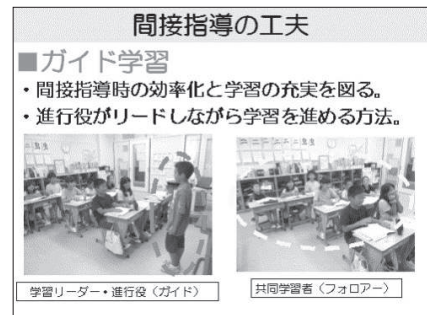 間接指導の工夫
■ガイド学習
・間接指導時の効率化と学習の充実を図る。
・進行役がリードしながら学習を進める方法。
学習リーダー・進行役（ガイド）
共同学習者（フォロアー）